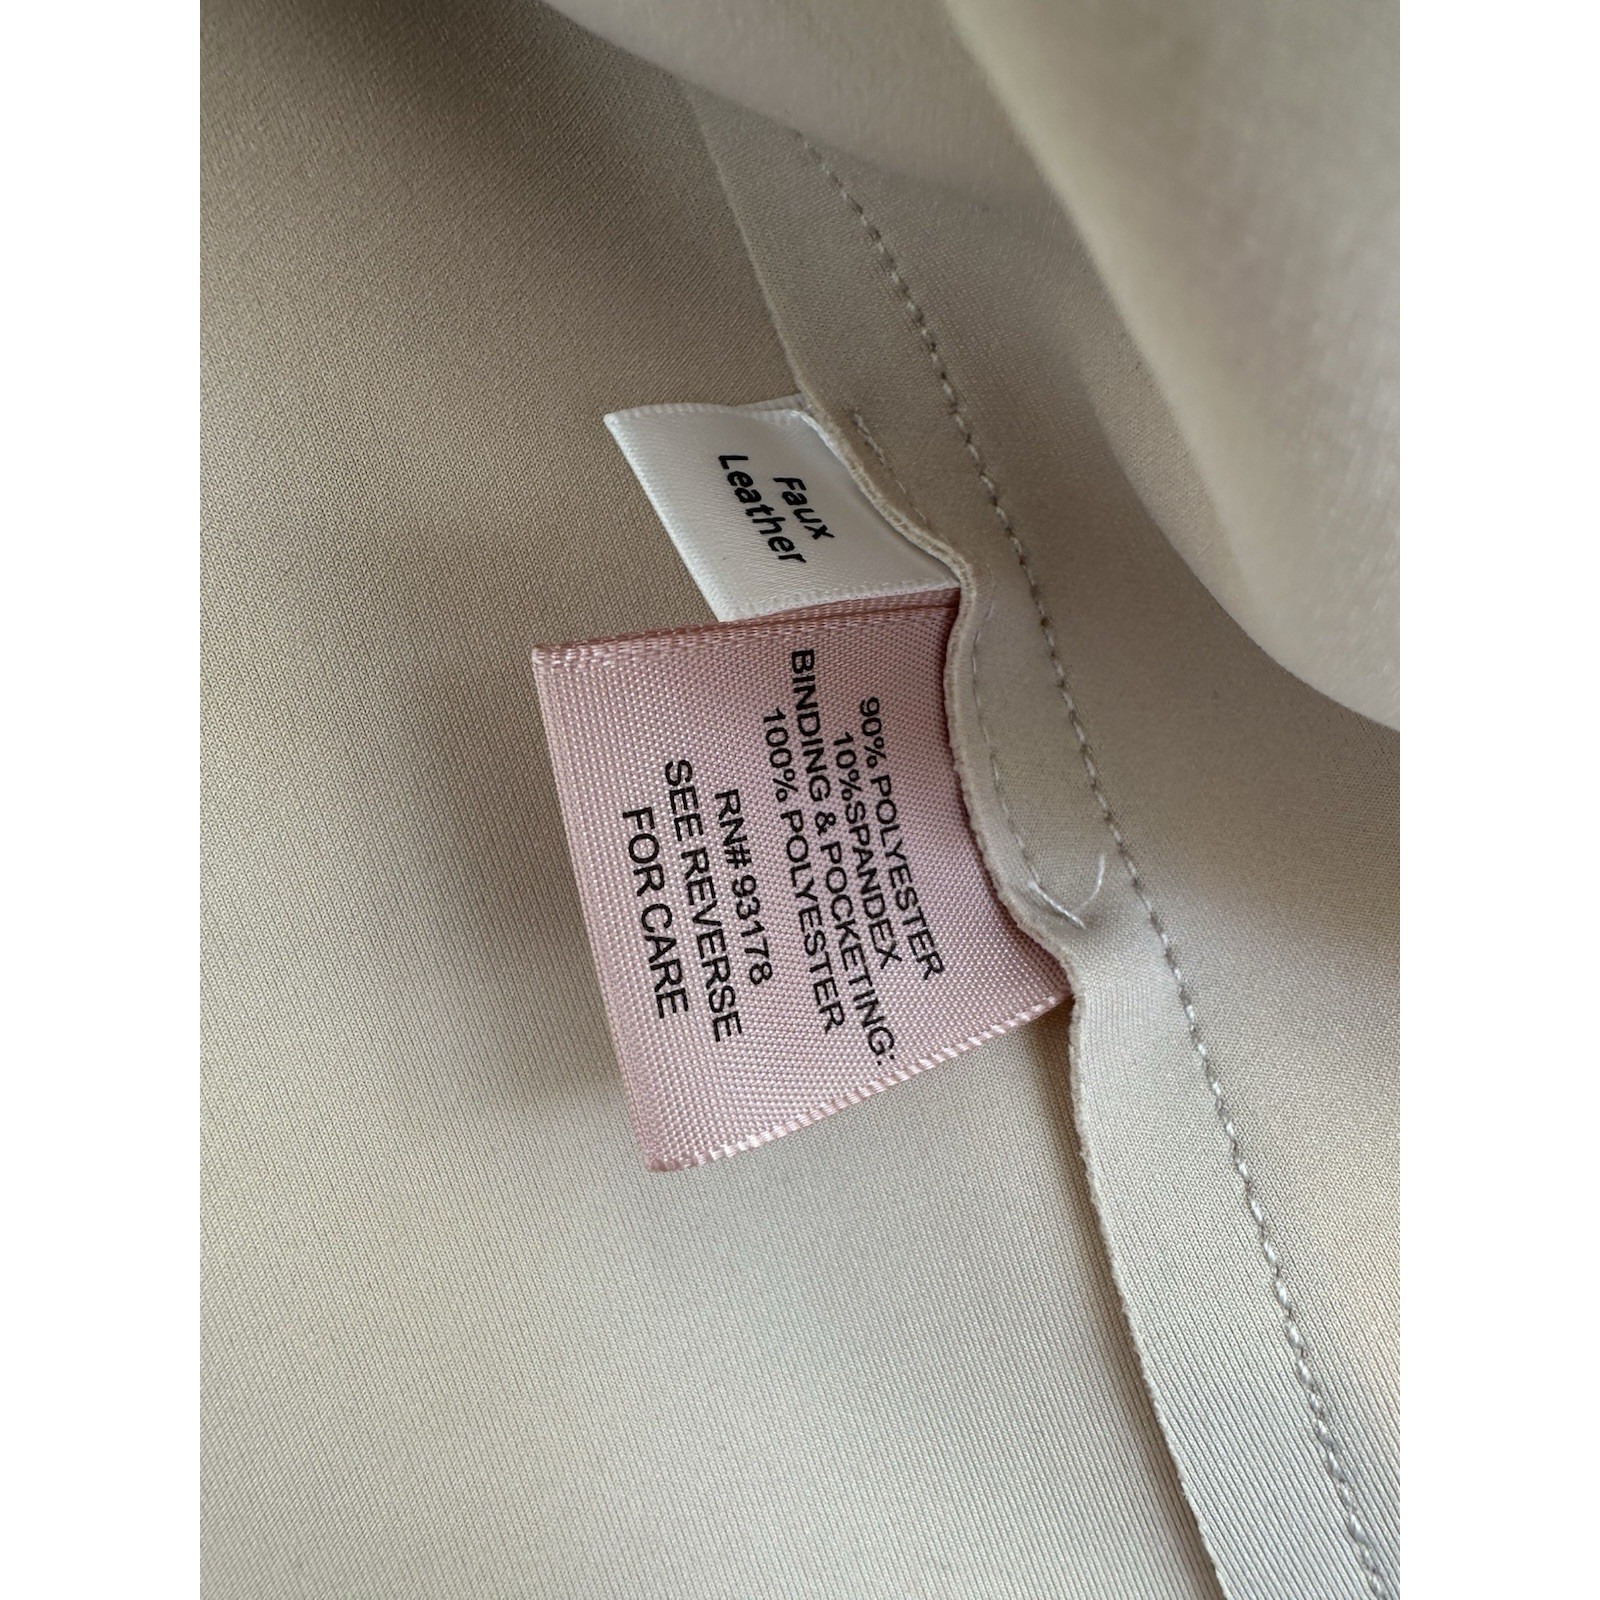 Faux
Leather
90% POLYESTER
10%SPANDEX
BINDING & POCKETING:
100% POLYESTER
RN# 93178
SEE REVERSE
FOR CARE